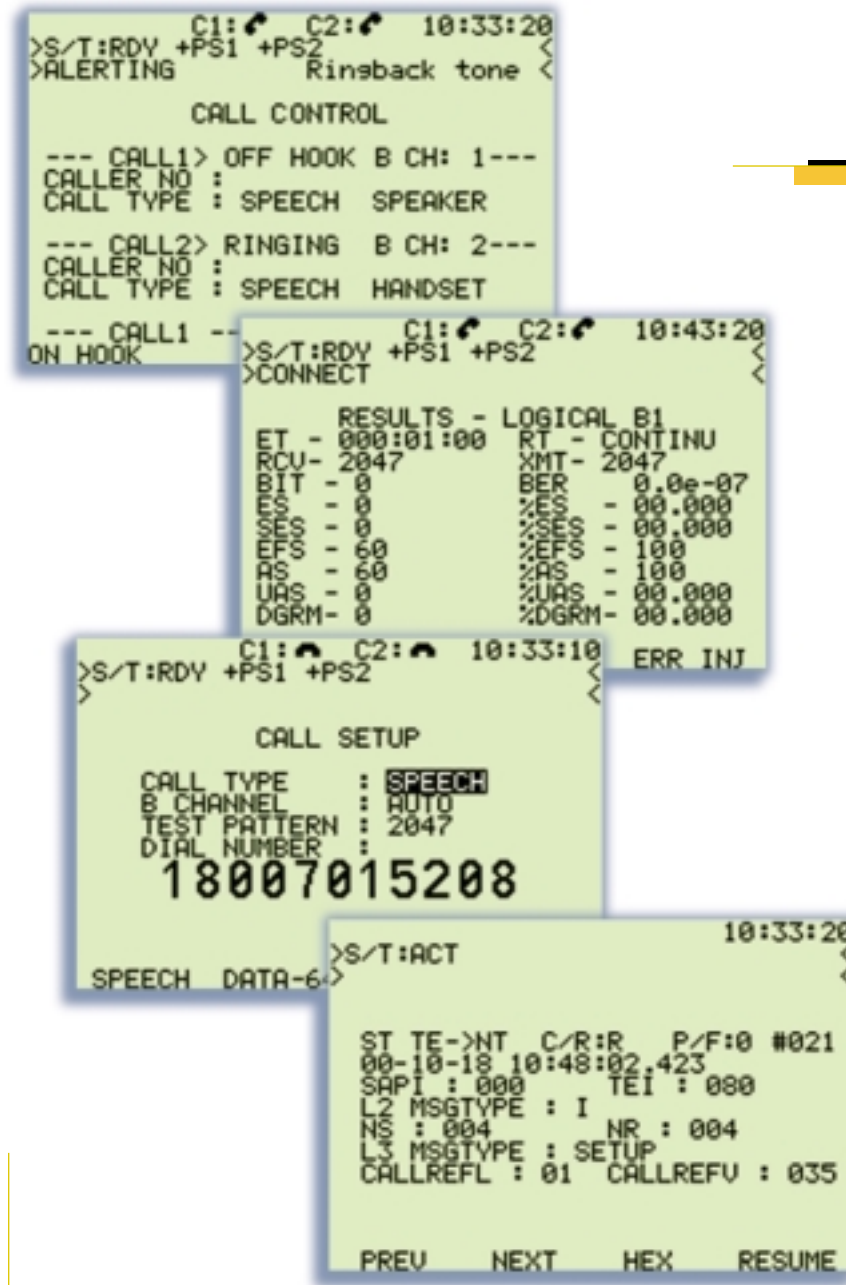 C1: C2: 10:33:20
>S/T:RDY +PS1 +PS2 <
>ALERTING Ringback tone <
CALL CONTROL
--- CALL1> OFF HOOK B CH: 1---
CALLER NO :
CALL TYPE : SPEECH SPEAKER
--- CALL2> RINGING B CH: 2---
CALLER NO :
CALL TYPE : SPEECH HANDSET
--- CALL1 --
ON HOOK
C1: C2: 10:43:20
>S/T:RDY +PS1 +PS2 <
>CONNECT <
RESULTS - LOGICAL B1
ET - 000:01:00 RT - CONTINU
RCV- 2047 XMT- 2047
BIT - 0 BER 0.0e-07
ES - 0 %ES - 00.000
SES - 0 %SES - 00.000
EFS - 60 %EFS - 100
AS - 60 %AS - 100
UAS - 0 %UAS - 00.000
DGRM- 0 %DGRM- 00.000
ERR INJ
C1: C2: 10:33:10
>S/T:RDY +PS1 +PS2 <
> <
CALL SETUP
CALL TYPE : SPEECH
B CHANNEL : AUTO
TEST PATTERN : 2047
DIAL NUMBER :
18007015208
SPEECH DATA-64
10:33:20
>S/T:ACT <
> <
ST TE->NT C/R:R P/F:0 #021
00-10-18 10:48:02.423
SAPI : 000 TEI : 080
L2 MSGTYPE : I
NS : 004 NR : 004
L3 MSGTYPE : SETUP
CALLREFL : 01 CALLREFV : 035
PREV NEXT HEX RESUME